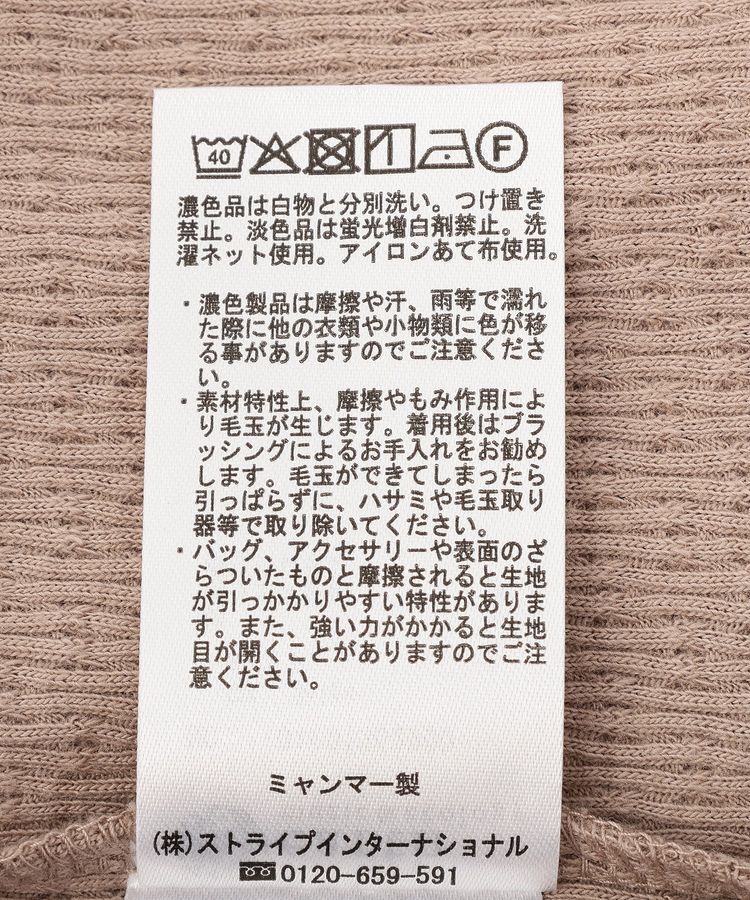 40 F
濃色品は白物と分別洗い。つけ置き
禁止。淡色品は蛍光増白剤禁止。洗
濯ネット使用。アイロンあて布使用。
・濃色製品は摩擦や汗、雨等で濡れ
た際に他の衣類や小物類に色が移
る事がありますのでご注意くださ
い。
・素材特性上、摩擦やもみ作用によ
り毛玉が生じます。着用後はブラ
ッシングによるお手入れをお勧め
します。毛玉ができてしまったら
引っぱらずに、ハサミや毛玉取り
器等で取り除いてください。
・バッグ、アクセサリーや表面のざ
らついたものと摩擦されると生地
が引っかかりやすい特性がありま
す。また、強い力がかかると生地
目が開くことがありますのでご注
意ください。
ミャンマー製
(株)ストライプインターナショナル
0120-659-591